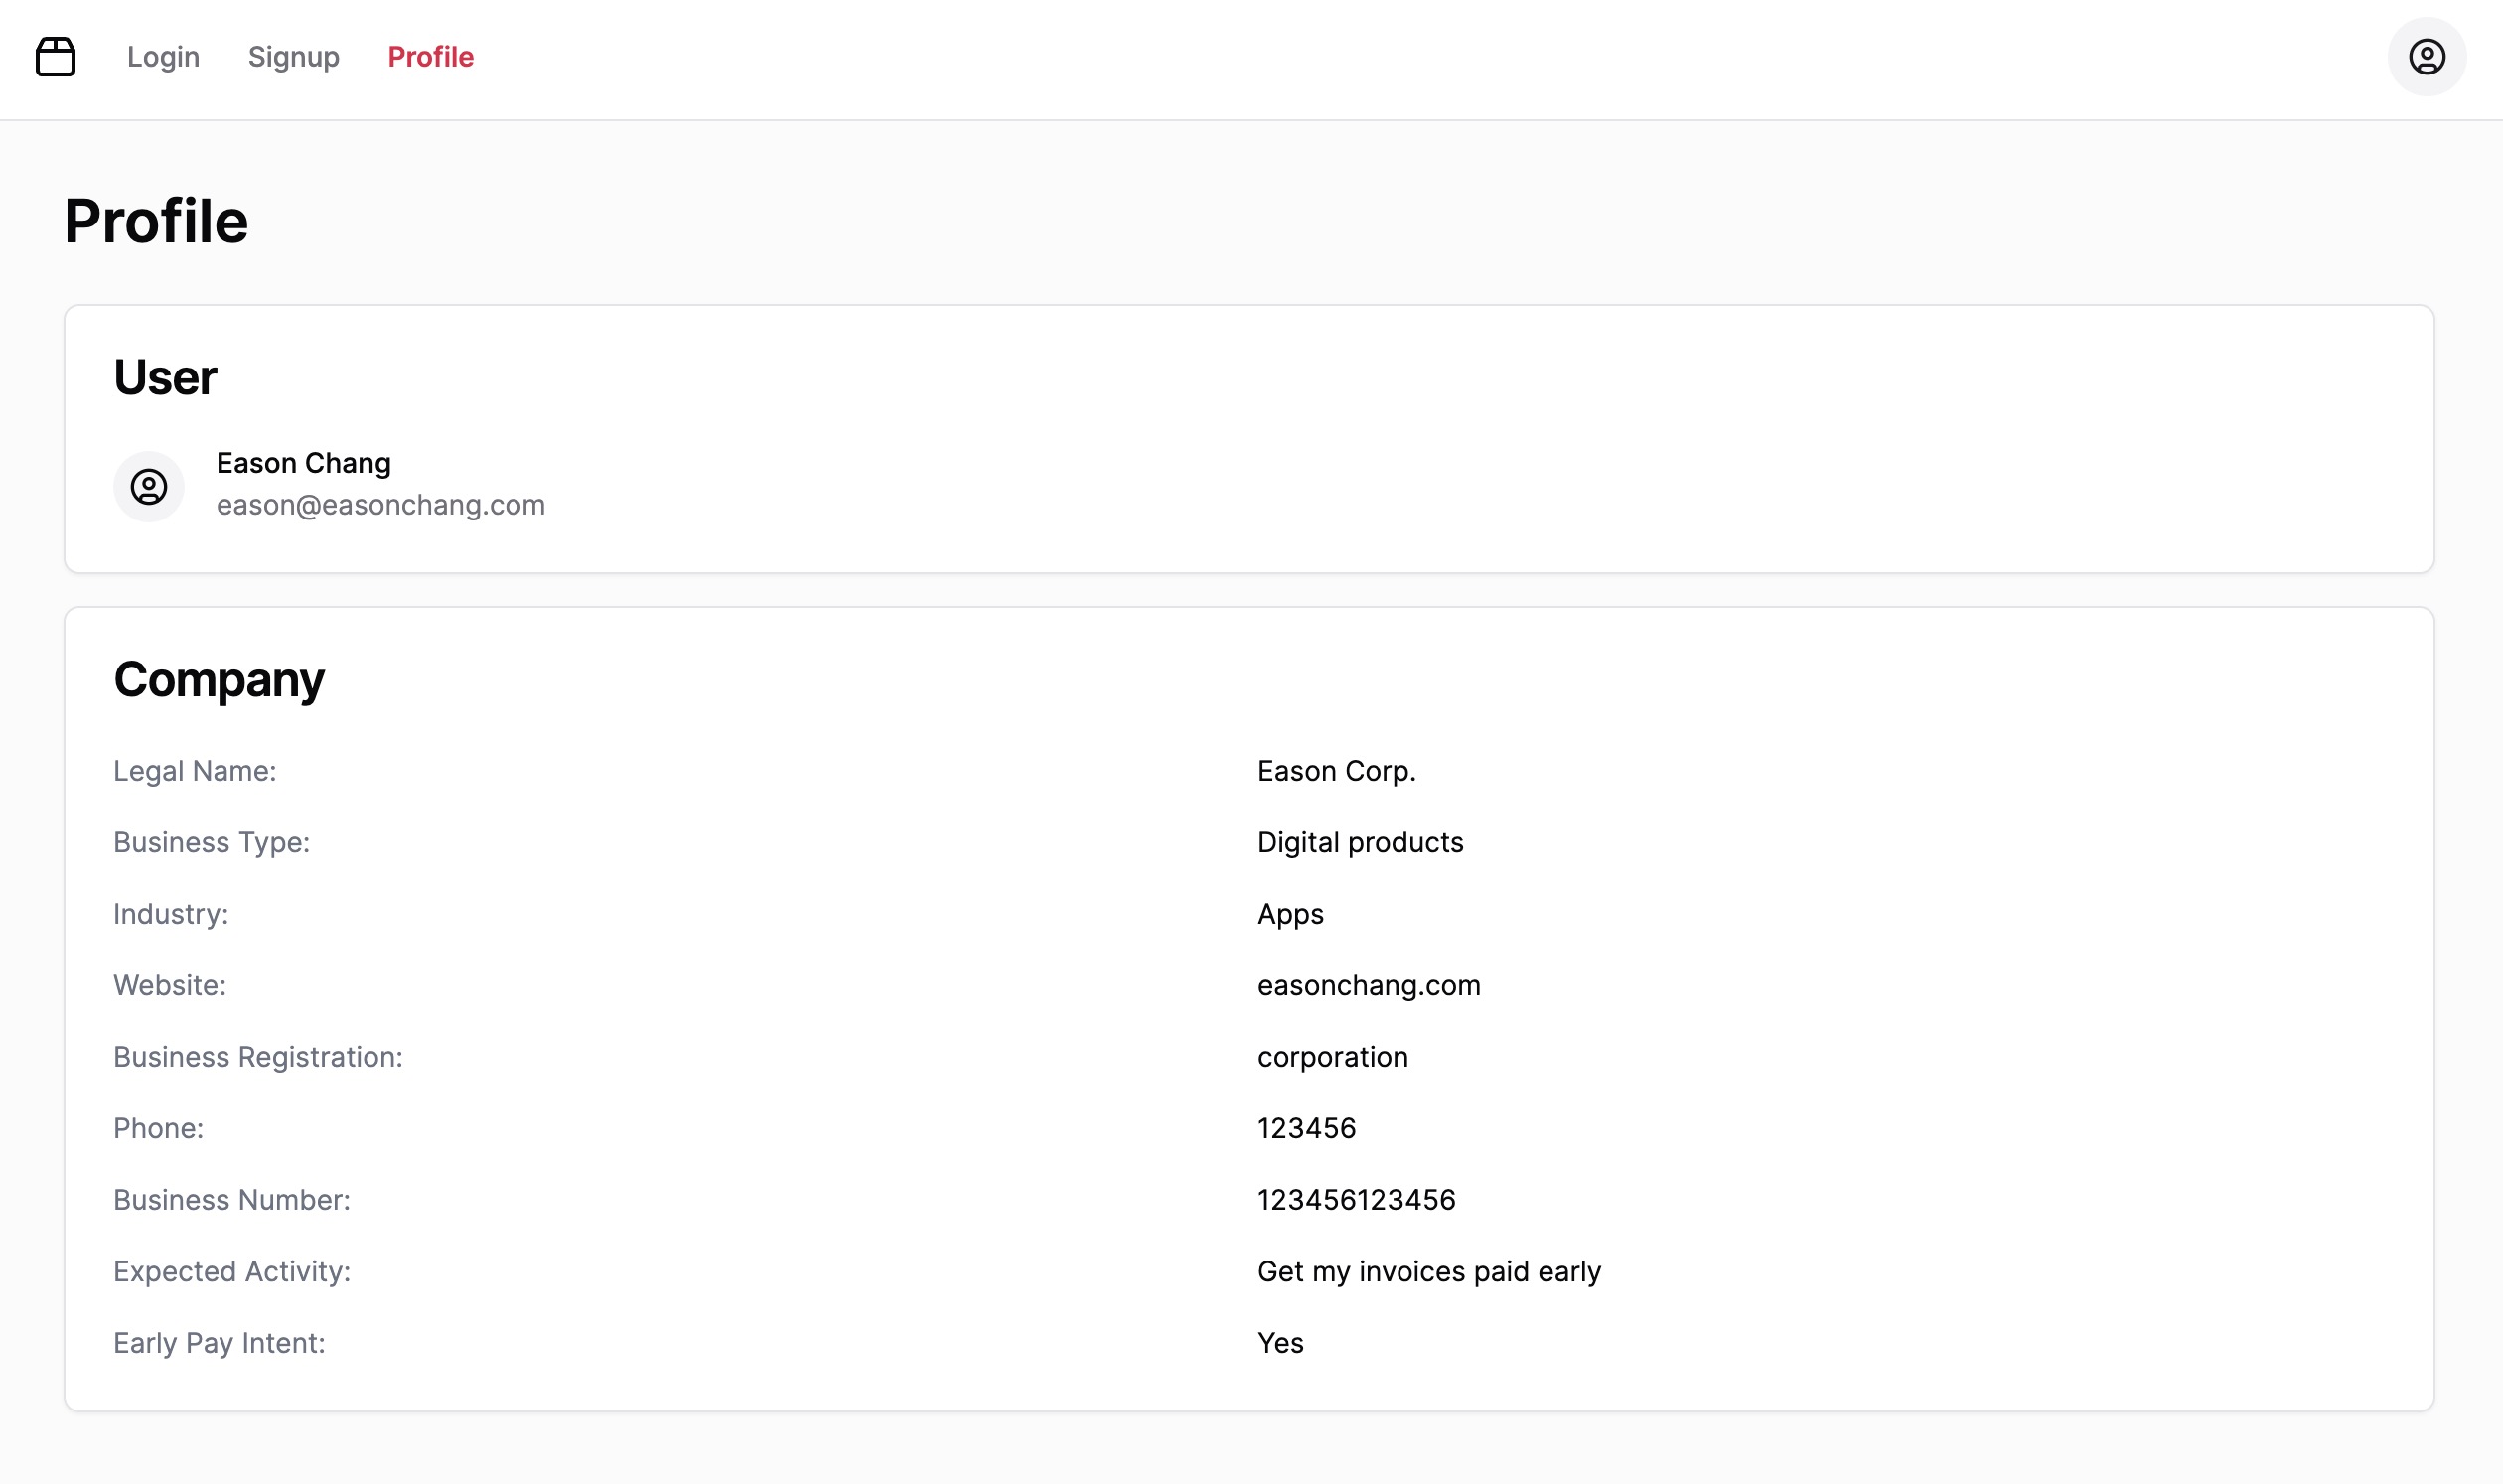 Login Signup Profile
Profile
User
Eason Chang
eason@easonchang.com
Company
Legal Name: Eason Corp.
Business Type: Digital products
Industry: Apps
Website: easonchang.com
Business Registration: corporation
Phone: 123456
Business Number: 123456123456
Expected Activity: Get my invoices paid early
Early Pay Intent: Yes